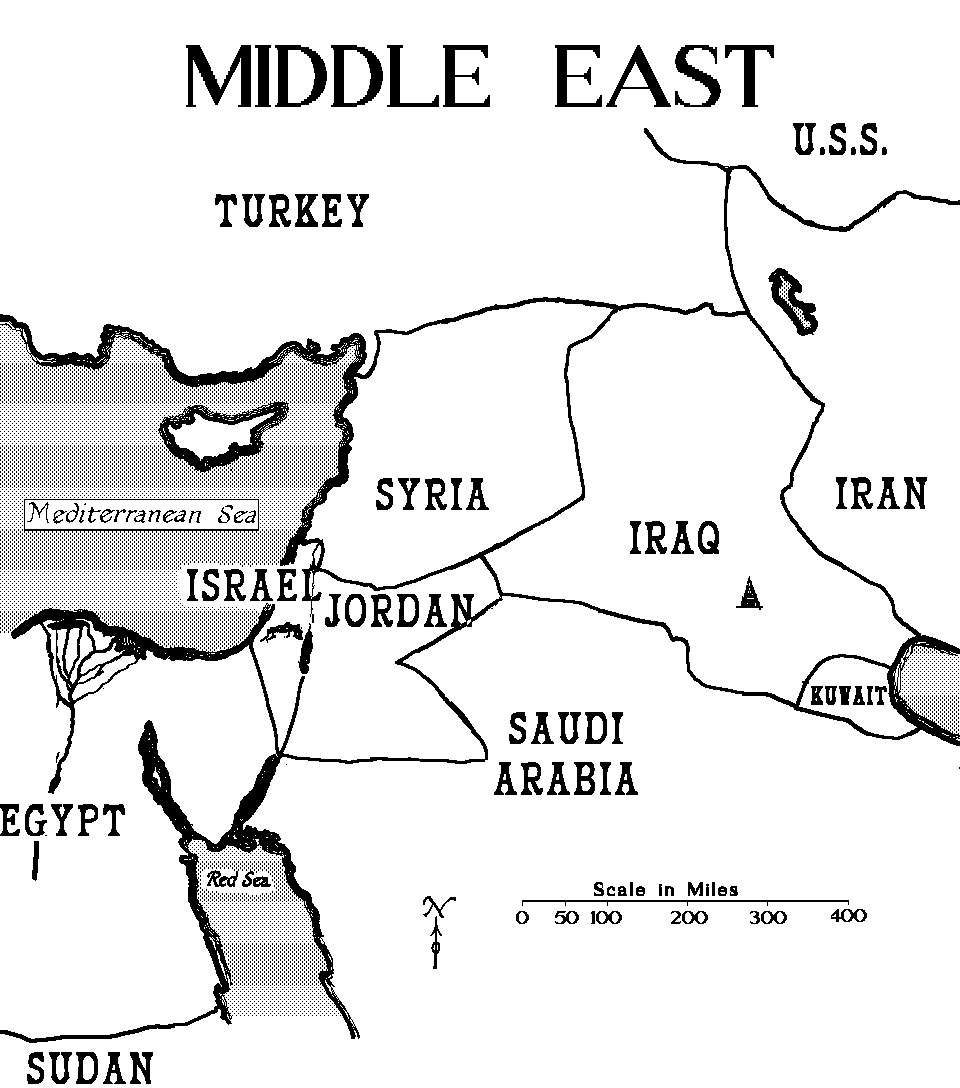 MIDDLE EAST
U.S.S.
TURKEY
SYRIA
IRAN
Mediterranean Sea
IRAQ
ISRAEL
JORDAN
KUWAIT
SAUDI
ARABIA
EGYPT
Red Sea
Scale in Miles
N
0 50 100 200 300 400
SUDAN